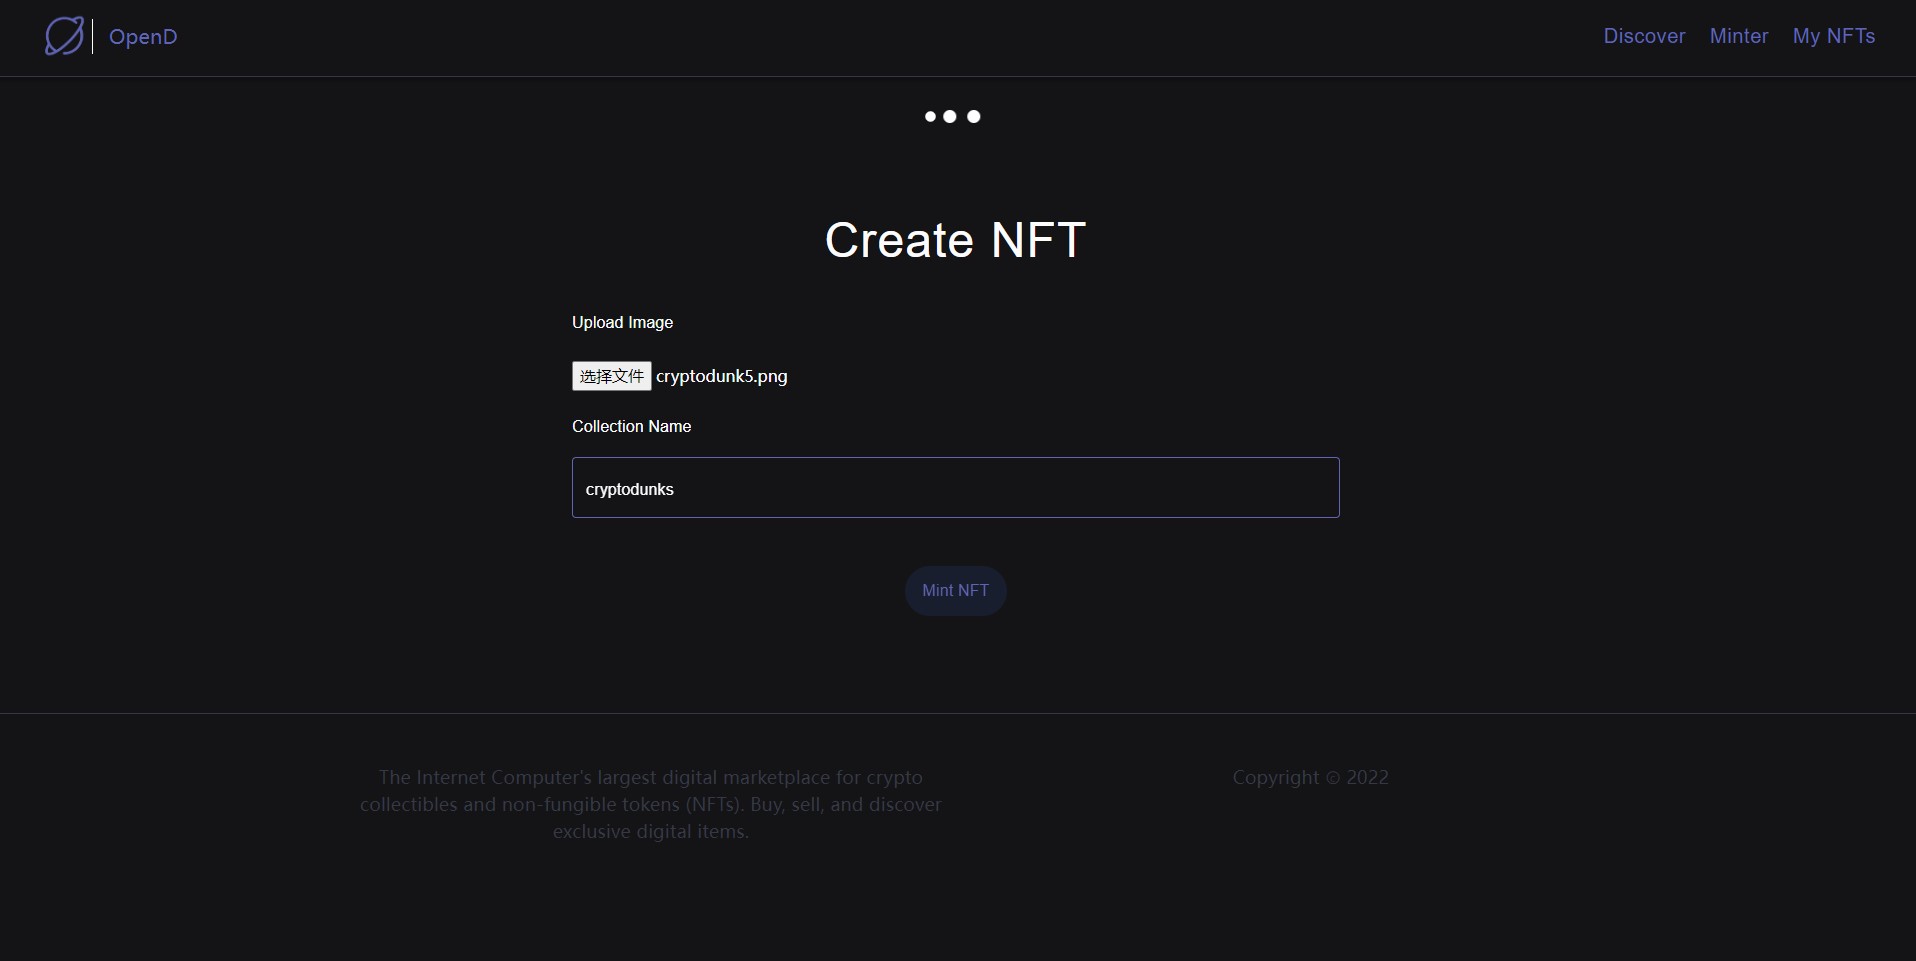 OpenD
Discover Minter My NFTs
Create NFT
Upload Image
选择文件 cryptodunk5.png
Collection Name
cryptodunks
Mint NFT
The Internet Computer's largest digital marketplace for crypto
collectibles and non-fungible tokens (NFTs). Buy, sell, and discover
exclusive digital items.
Copyright © 2022